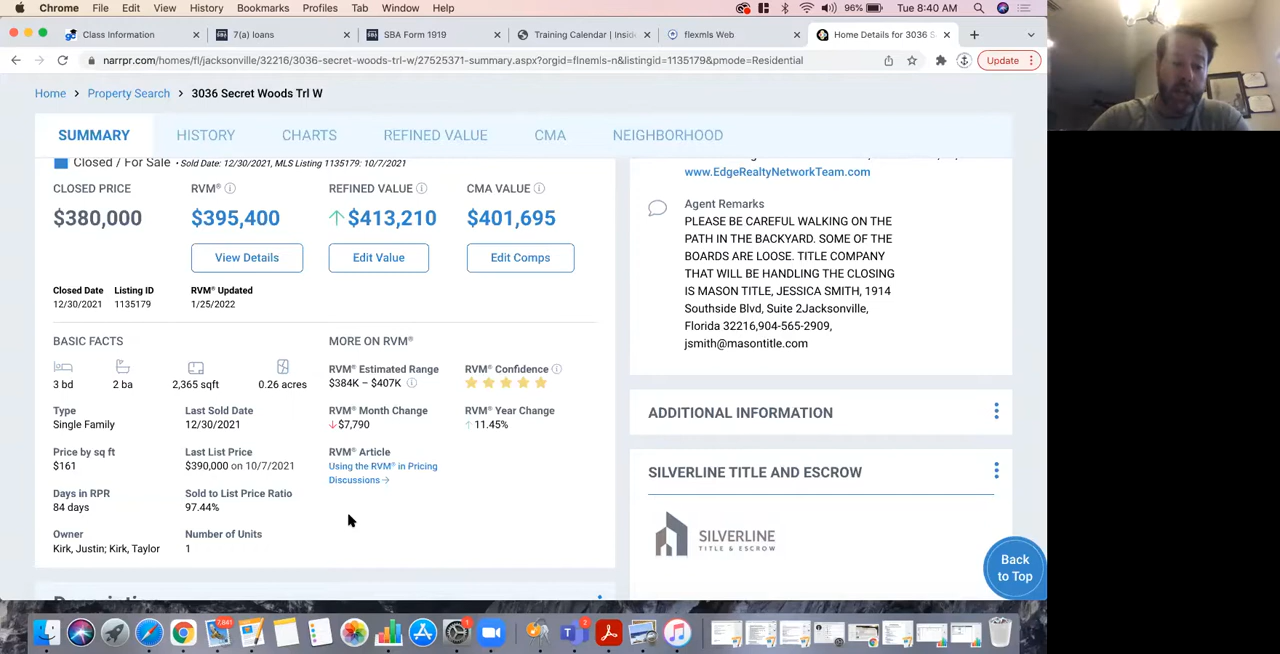 Chrome File Edit View History Bookmarks Profiles Tab Window Help 96% Tue 8:40 AM
Class Information 7(a) loans SBA Form 1919 Training Calendar | Insid flexmls Web Home Details for 3036 S
narrpr.com/homes/fl/jacksonville/32216/3036-secret-woods-trl-w/27525371-summary.aspx?orgid=flnemls-n&listingid=1135179&pmode=Residential Update
Home Property Search 3036 Secret Woods Trl W
SUMMARY HISTORY CHARTS REFINED VALUE CMA NEIGHBORHOOD
Closed / For Sale • Sold Date: 12/30/2021, MLS Listing 1135179: 10/7/2021
CLOSED PRICE RVM® REFINED VALUE CMA VALUE
$380,000 $395,400 $413,210 $401,695
View Details Edit Value Edit Comps
Closed Date Listing ID RVM® Updated
12/30/2021 1135179 1/25/2022
BASIC FACTS MORE ON RVM®
3 bd 2 ba 2,365 sqft 0.26 acres
RVM® Estimated Range RVM® Confidence
$384K – $407K
Type Last Sold Date RVM® Month Change RVM® Year Change
Single Family 12/30/2021 $7,790 11.45%
Price by sq ft Last List Price RVM® Article
$161 $390,000 on 10/7/2021 Using the RVM® in Pricing
Discussions
Days in RPR Sold to List Price Ratio
84 days 97.44%
Owner Number of Units
Kirk, Justin; Kirk, Taylor 1
www.EdgeRealtyNetworkTeam.com
Agent Remarks
PLEASE BE CAREFUL WALKING ON THE
PATH IN THE BACKYARD. SOME OF THE
BOARDS ARE LOOSE. TITLE COMPANY
THAT WILL BE HANDLING THE CLOSING
IS MASON TITLE, JESSICA SMITH, 1914
Southside Blvd, Suite 2Jacksonville,
Florida 32216,904-565-2909,
jsmith@masontitle.com
ADDITIONAL INFORMATION
SILVERLINE TITLE AND ESCROW
SILVERLINE
TITLE & ESCROW
Back
to Top
7,841 1 2